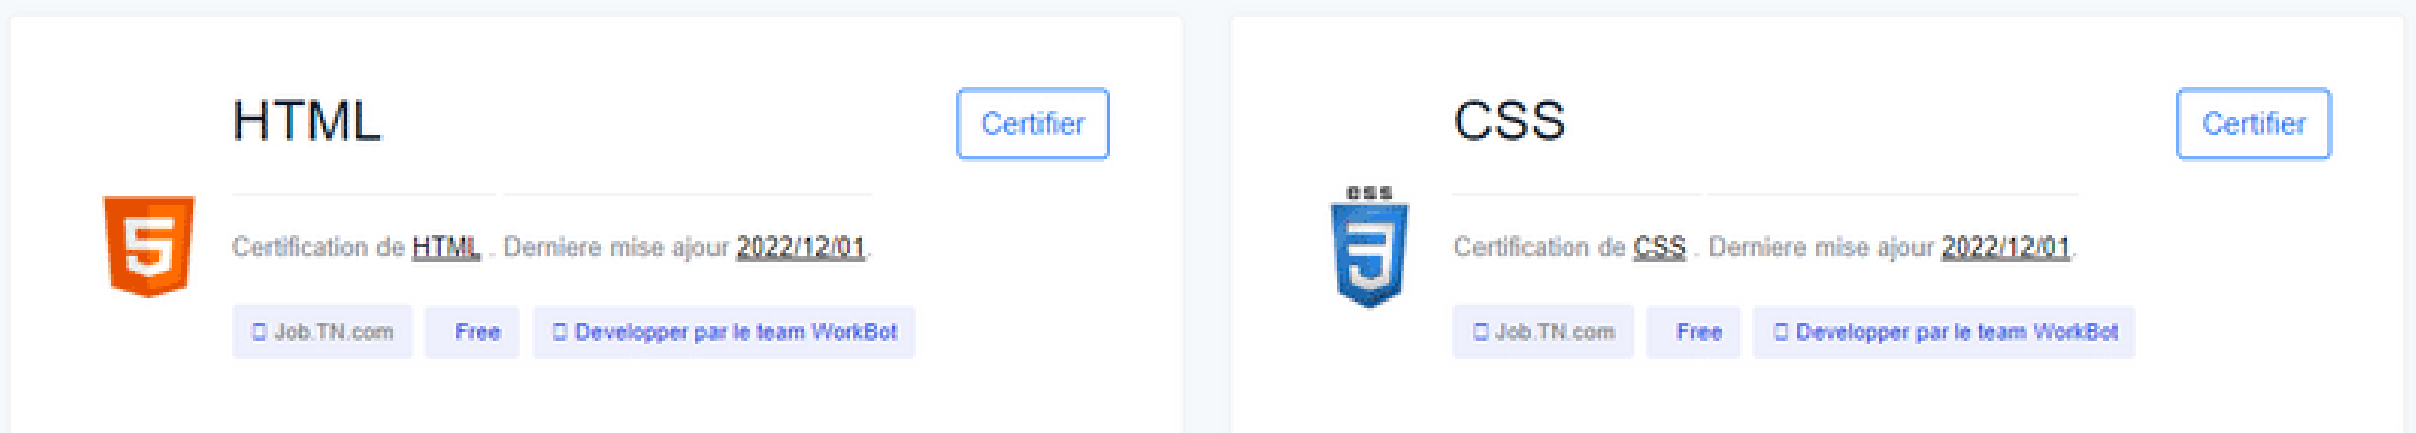 HTML
Certifier
Certification de HTML . Derniere mise ajour 2022/12/01.
Job.TN.com
Free
Developper par le team WorkBot
CSS
Certifier
css
Certification de CSS . Derniere mise ajour 2022/12/01.
Job.TN.com
Free
Developper par le team WorkBot